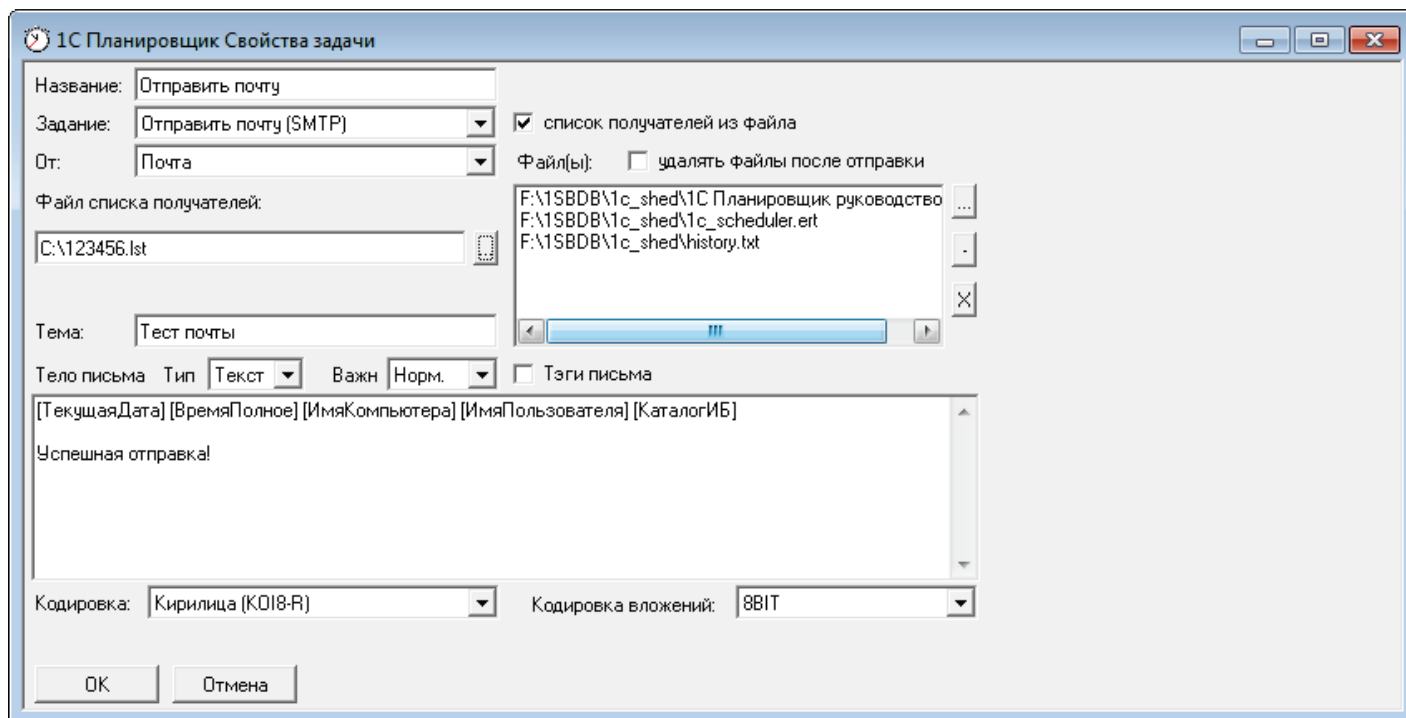 1С Планировщик Свойства задачи
Название: Отправить почту
Задание: Отправить почту (SMTP) список получателей из файла
От: Почта Файл(ы): удалять файлы после отправки
Файл списка получателей:
F:\1SBDB\1c_shed\1С Планировщик руководство
F:\1SBDB\1c_shed\1c_scheduler.ert
F:\1SBDB\1c_shed\history.txt
...
-
X
C:\123456.lst
...
Тема: Тест почты
Тело письма Тип Текст Важн Норм. Тэги письма
[ТекущаяДата] [ВремяПолное] [ИмяКомпьютера] [ИмяПользователя] [КаталогИБ]
Успешная отправка!
Кодировка: Кирилица (KOI8-R) Кодировка вложений: 8BIT
OK Отмена